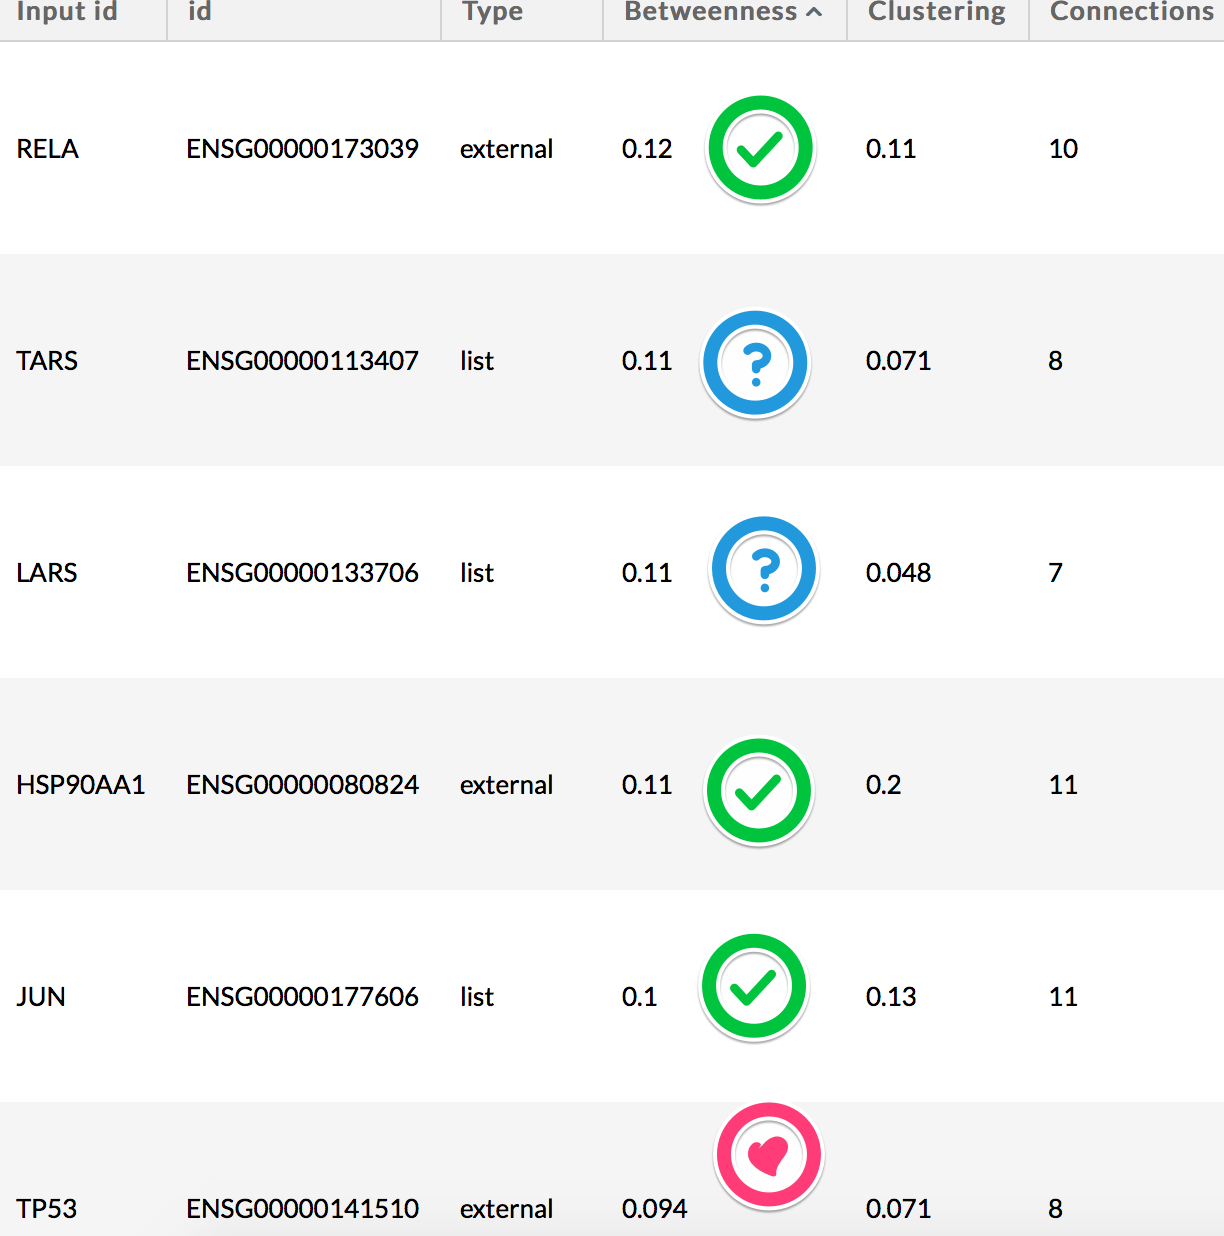 Input id id Type Betweenness Clustering Connections
RELA ENSG00000173039 external 0.12 0.11 10
TARS ENSG00000113407 list 0.11 ? 0.071 8
LARS ENSG00000133706 list 0.11 ? 0.048 7
HSP90AA1 ENSG00000080824 external 0.11 0.2 11
JUN ENSG00000177606 list 0.1 0.13 11
TP53 ENSG00000141510 external 0.094 0.071 8